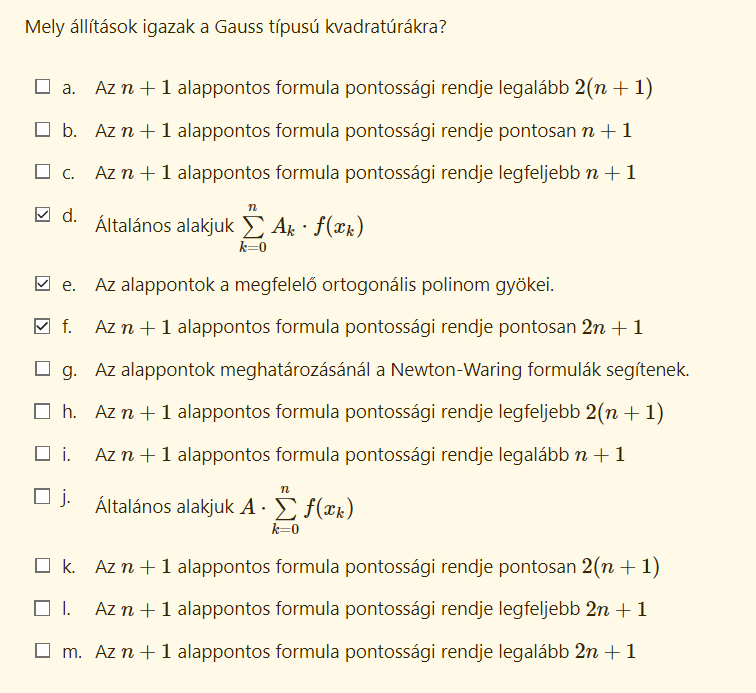 Mely állítások igazak a Gauss típusú kvadratúrákra?
a. Az n + 1 alappontos formula pontossági rendje legalább 2(n + 1)
b. Az n + 1 alappontos formula pontossági rendje pontosan n + 1
c. Az n + 1 alappontos formula pontossági rendje legfeljebb n + 1
d. Általános alakjuk ∑_{k=0}^{n} A_k · f(x_k)
e. Az alappontok a megfelelő ortogonális polinom gyökei.
f. Az n + 1 alappontos formula pontossági rendje pontosan 2n + 1
g. Az alappontok meghatározásánál a Newton-Waring formulák segítenek.
h. Az n + 1 alappontos formula pontossági rendje legfeljebb 2(n + 1)
i. Az n + 1 alappontos formula pontossági rendje legalább n + 1
j. Általános alakjuk A · ∑_{k=0}^{n} f(x_k)
k. Az n + 1 alappontos formula pontossági rendje pontosan 2(n + 1)
l. Az n + 1 alappontos formula pontossági rendje legfeljebb 2n + 1
m. Az n + 1 alappontos formula pontossági rendje legalább 2n + 1